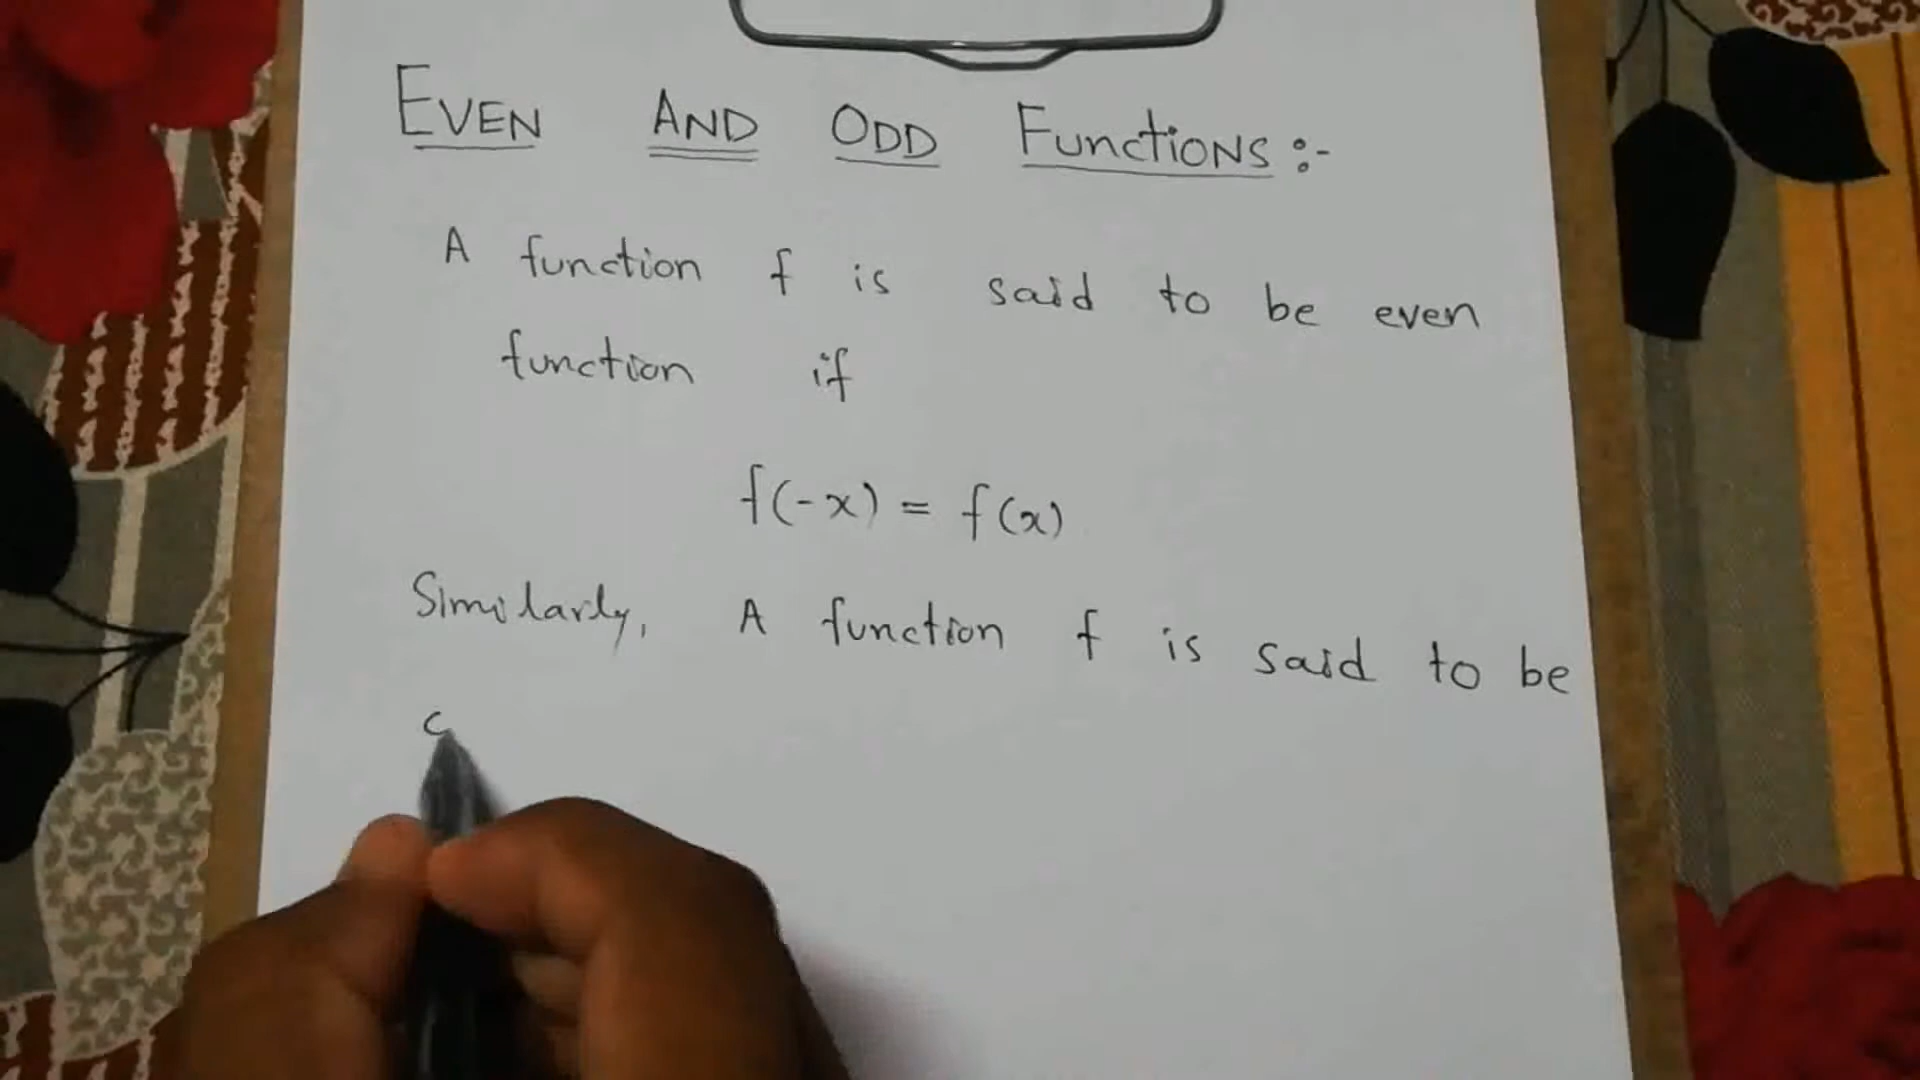 EVEN AND ODD FUNCTIONS :-
A function f is said to be even
function if
f(-x) = f(x)
Similarly, A function f is said to be